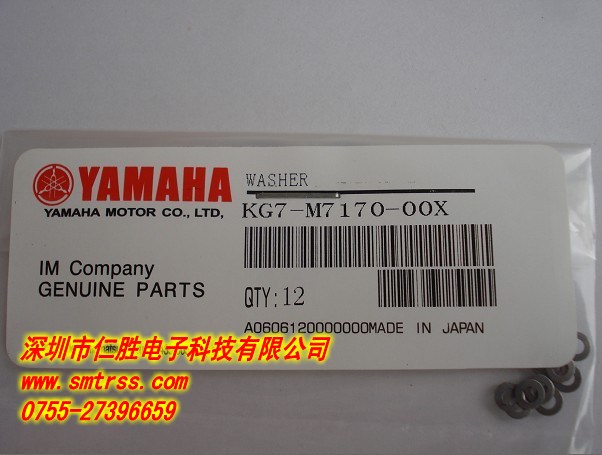 YAMAHA
YAMAHA MOTOR CO., LTD,
WASHER
KG7-M7170-00X
IM Company
GENUINE PARTS
QTY: 12
A0606120000000MADE IN JAPAN
深圳市仁胜电子科技有限公司
www.smtrss.com
0755-27396659